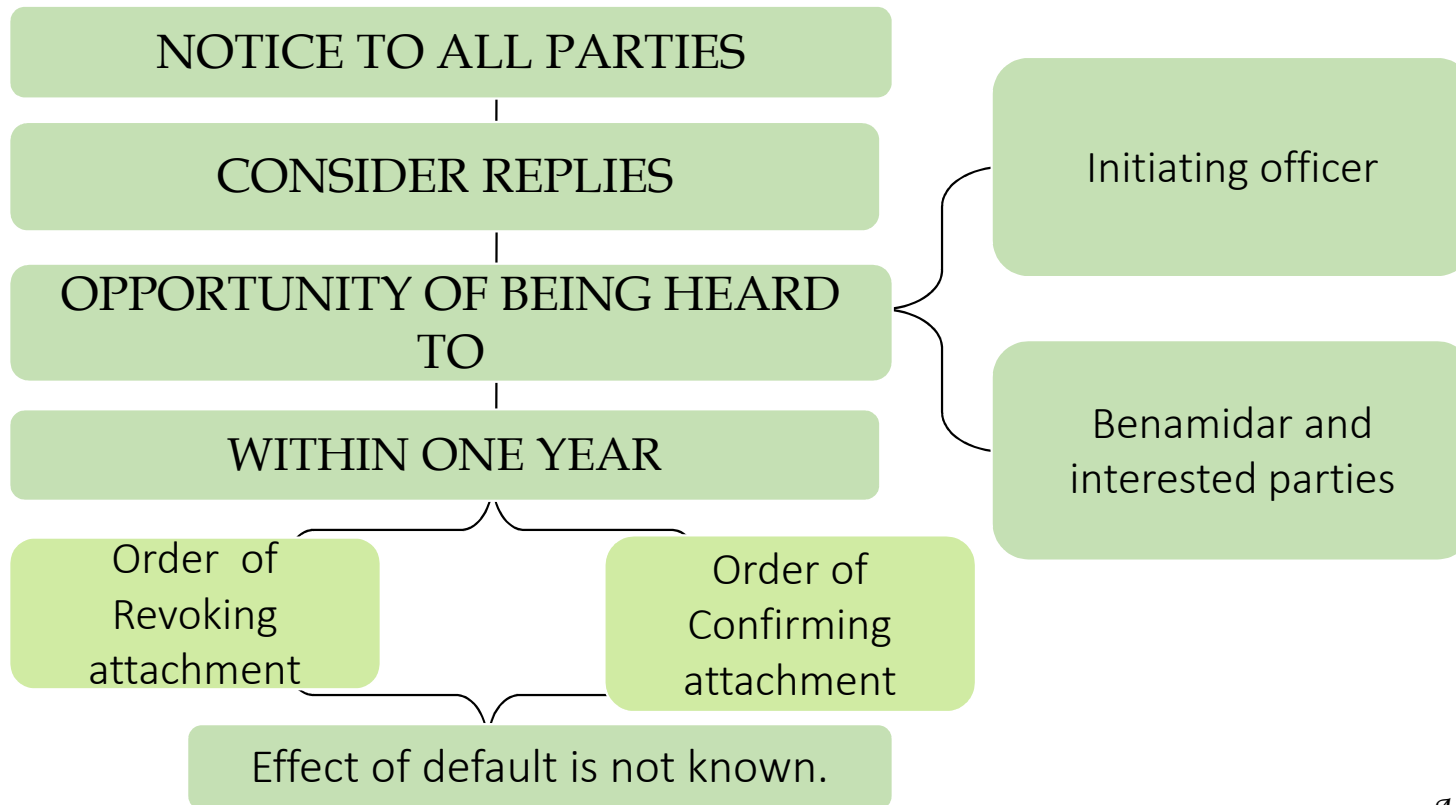 NOTICE TO ALL PARTIES
CONSIDER REPLIES
OPPORTUNITY OF BEING HEARD
TO
Initiating officer
Benamidar and
interested parties
WITHIN ONE YEAR
Order of
Revoking
attachment
Order of
Confirming
attachment
Effect of default is not known.